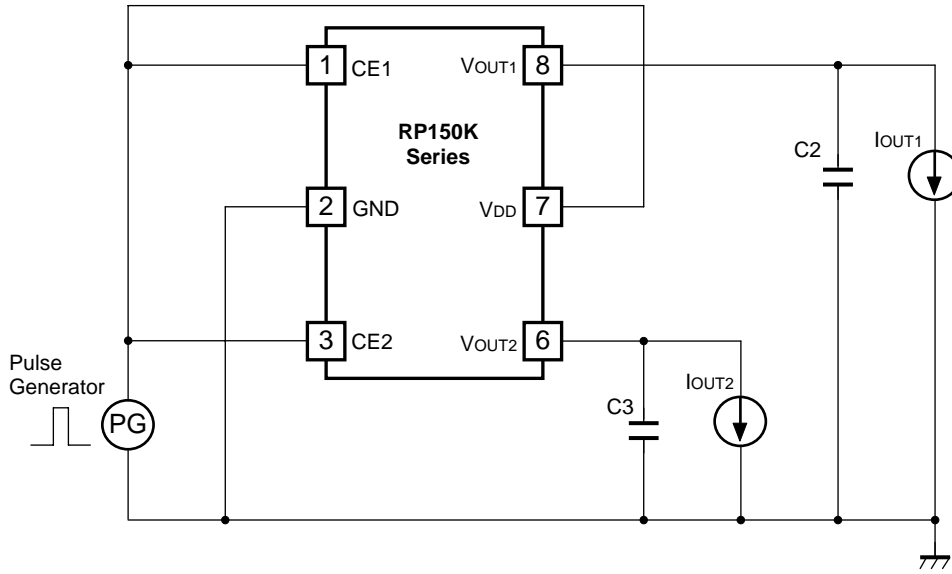 1 CE1
VOUT1 8
RP150K
Series
C2
IOUT1
2 GND
VDD 7
3 CE2
VOUT2 6
Pulse
Generator
PG
C3
IOUT2